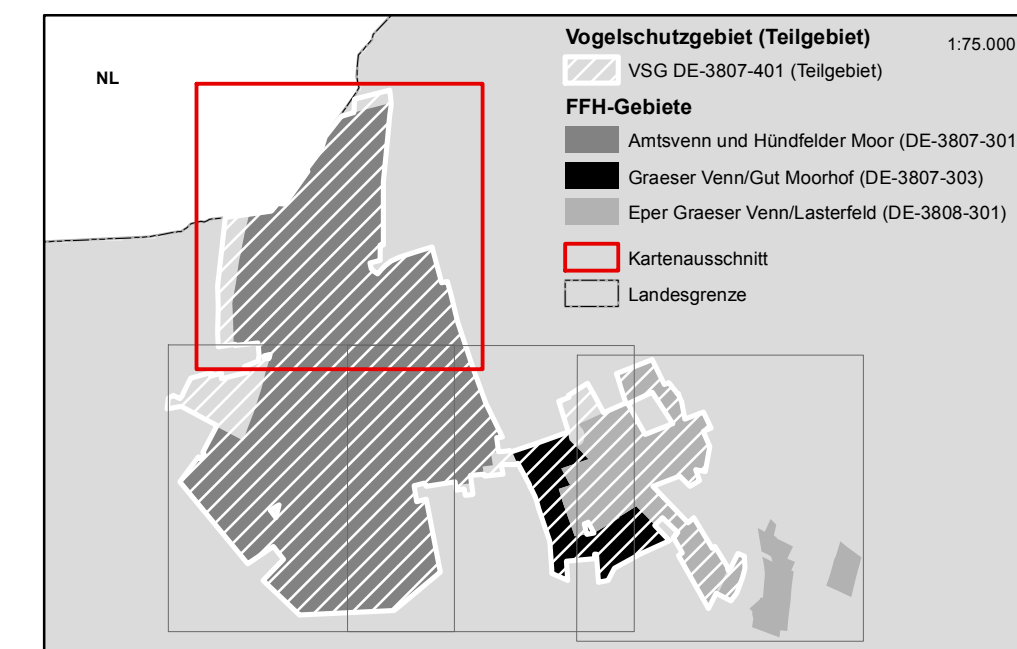 Vogelschutzgebiet (Teilgebiet)
1:75.000
NL
VSG DE-3807-401 (Teilgebiet)
FFH-Gebiete
Amtsvenn und Hündfelder Moor (DE-3807-301
Graeser Venn/Gut Moorhof (DE-3807-303)
Eper Graeser Venn/Lasterfeld (DE-3808-301)
Kartenausschnitt
Landesgrenze